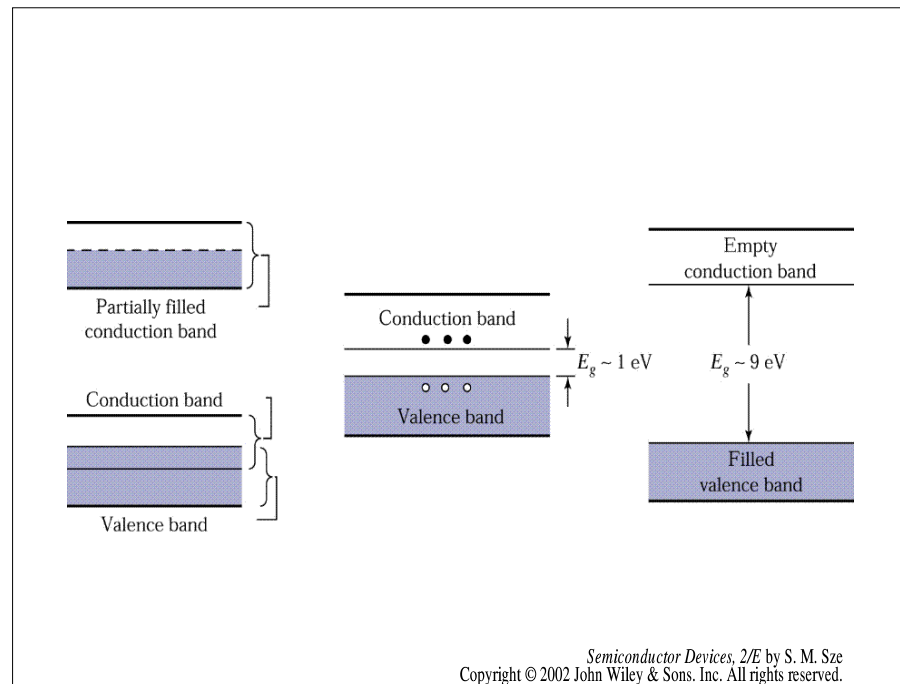 Partially filled
conduction band
Conduction band
Valence band
Conduction band
E_g ~ 1 eV
Valence band
Empty
conduction band
E_g ~ 9 eV
Filled
valence band
Semiconductor Devices, 2/E by S. M. Sze
Copyright © 2002 John Wiley & Sons. Inc. All rights reserved.